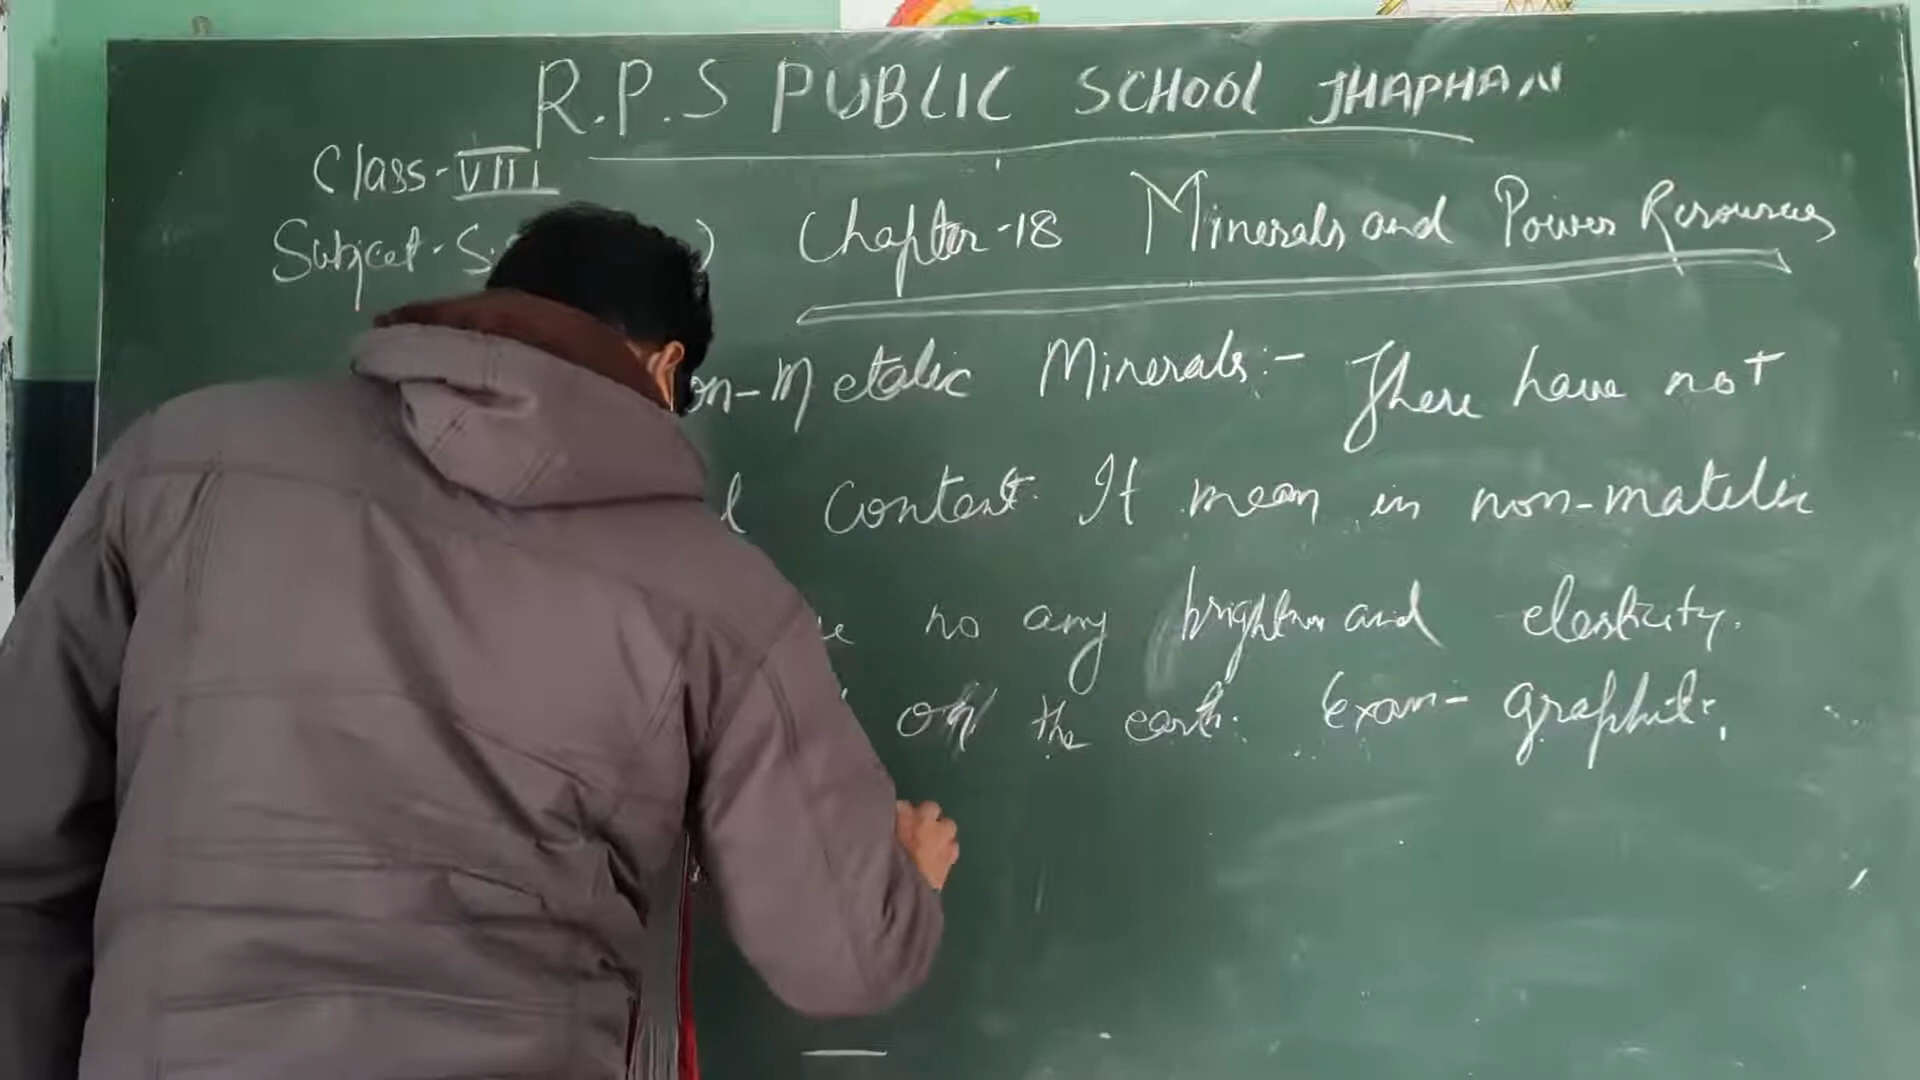 R.P.S PUBLIC SCHOOL JHAPHAN
Class-VIII
Subject-S.
Chapter-18 Minerals and Power Resources
on-Metalic Minerals:- There have not
content. It mean in non-matelic
no any brightnes and elasticity.
the earth. Exam- graphite,